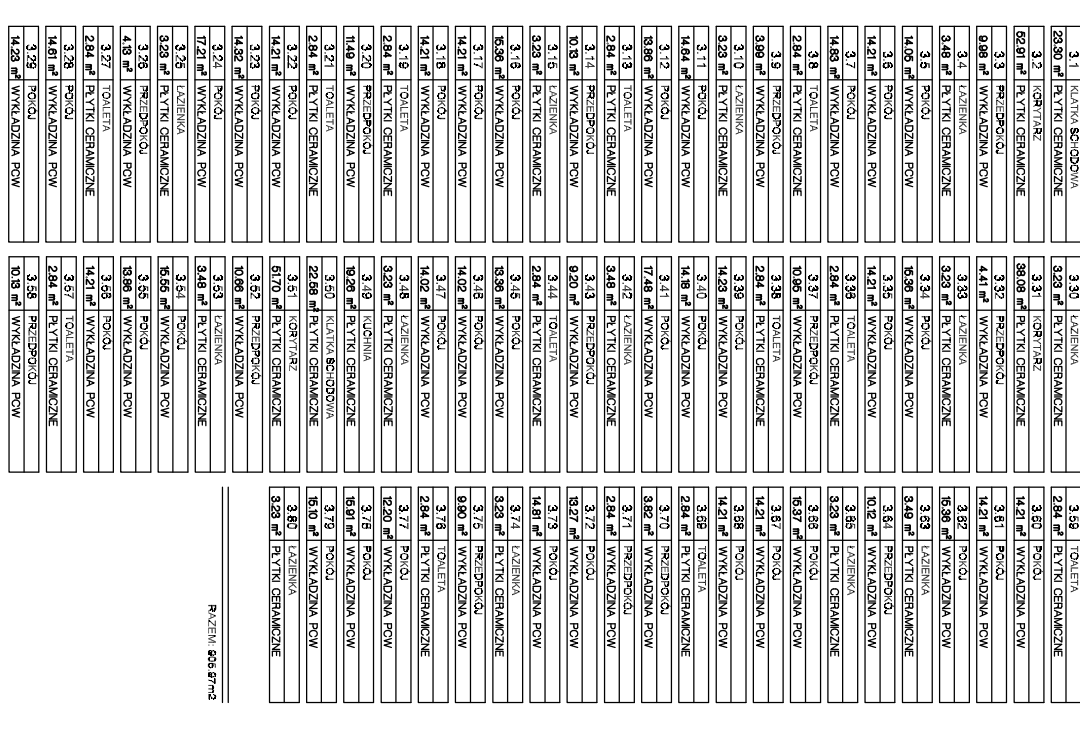 3.1 KLATKA SCHODOWA
23.30 m² PŁYTKI CERAMICZNE
3.2 KORYTARZ
52.91 m² PŁYTKI CERAMICZNE
3.3 PRZEDPOKÓJ
9.98 m² WYKŁADZINA PCW
3.4 ŁAZIENKA
3.48 m² PŁYTKI CERAMICZNE
3.5 POKÓJ
14.05 m² WYKŁADZINA PCW
3.6 POKÓJ
14.21 m² WYKŁADZINA PCW
3.7 POKÓJ
14.83 m² WYKŁADZINA PCW
3.8 TOALETA
2.84 m² PŁYTKI CERAMICZNE
3.9 PRZEDPOKÓJ
3.99 m² WYKŁADZINA PCW
3.10 ŁAZIENKA
3.23 m² PŁYTKI CERAMICZNE
3.11 POKÓJ
14.64 m² WYKŁADZINA PCW
3.12 POKÓJ
13.86 m² WYKŁADZINA PCW
3.13 TOALETA
2.84 m² PŁYTKI CERAMICZNE
3.14 PRZEDPOKÓJ
10.13 m² WYKŁADZINA PCW
3.15 ŁAZIENKA
3.23 m² PŁYTKI CERAMICZNE
3.16 POKÓJ
15.36 m² WYKŁADZINA PCW
3.17 POKÓJ
14.21 m² WYKŁADZINA PCW
3.18 POKÓJ
14.21 m² WYKŁADZINA PCW
3.19 TOALETA
2.84 m² PŁYTKI CERAMICZNE
3.20 PRZEDPOKÓJ
11.49 m² WYKŁADZINA PCW
3.21 TOALETA
2.84 m² PŁYTKI CERAMICZNE
3.22 POKÓJ
14.21 m² WYKŁADZINA PCW
3.23 POKÓJ
14.32 m² WYKŁADZINA PCW
3.24 POKÓJ
17.21 m² WYKŁADZINA PCW
3.25 ŁAZIENKA
3.23 m² PŁYTKI CERAMICZNE
3.26 PRZEDPOKÓJ
4.13 m² WYKŁADZINA PCW
3.27 TOALETA
2.84 m² PŁYTKI CERAMICZNE
3.28 POKÓJ
14.61 m² WYKŁADZINA PCW
3.29 POKÓJ
14.23 m² WYKŁADZINA PCW
3.30 ŁAZIENKA
3.23 m² PŁYTKI CERAMICZNE
3.31 KORYTARZ
38.08 m² PŁYTKI CERAMICZNE
3.32 PRZEDPOKÓJ
4.41 m² WYKŁADZINA PCW
3.33 ŁAZIENKA
3.23 m² PŁYTKI CERAMICZNE
3.34 POKÓJ
15.36 m² WYKŁADZINA PCW
3.35 POKÓJ
14.21 m² WYKŁADZINA PCW
3.36 TOALETA
2.84 m² PŁYTKI CERAMICZNE
3.37 PRZEDPOKÓJ
10.95 m² WYKŁADZINA PCW
3.38 TOALETA
2.84 m² PŁYTKI CERAMICZNE
3.39 POKÓJ
14.23 m² WYKŁADZINA PCW
3.40 POKÓJ
14.18 m² WYKŁADZINA PCW
3.41 POKÓJ
17.48 m² WYKŁADZINA PCW
3.42 ŁAZIENKA
3.48 m² PŁYTKI CERAMICZNE
3.43 PRZEDPOKÓJ
9.20 m² WYKŁADZINA PCW
3.44 TOALETA
2.84 m² PŁYTKI CERAMICZNE
3.45 POKÓJ
13.36 m² WYKŁADZINA PCW
3.46 POKÓJ
14.02 m² WYKŁADZINA PCW
3.47 POKÓJ
14.02 m² WYKŁADZINA PCW
3.48 ŁAZIENKA
3.23 m² PŁYTKI CERAMICZNE
3.49 KUCHNIA
19.26 m² PŁYTKI CERAMICZNE
3.50 KLATKA SCHODOWA
22.58 m² PŁYTKI CERAMICZNE
3.51 KORYTARZ
51.70 m² PŁYTKI CERAMICZNE
3.52 PRZEDPOKÓJ
10.66 m² WYKŁADZINA PCW
3.53 ŁAZIENKA
3.48 m² PŁYTKI CERAMICZNE
3.54 POKÓJ
15.55 m² WYKŁADZINA PCW
3.55 POKÓJ
13.86 m² WYKŁADZINA PCW
3.56 POKÓJ
14.21 m² WYKŁADZINA PCW
3.57 TOALETA
2.84 m² PŁYTKI CERAMICZNE
3.58 PRZEDPOKÓJ
10.13 m² WYKŁADZINA PCW
3.59 TOALETA
2.84 m² PŁYTKI CERAMICZNE
3.60 POKÓJ
14.21 m² WYKŁADZINA PCW
3.61 POKÓJ
14.21 m² WYKŁADZINA PCW
3.62 POKÓJ
15.36 m² WYKŁADZINA PCW
3.63 ŁAZIENKA
3.49 m² PŁYTKI CERAMICZNE
3.64 PRZEDPOKÓJ
10.12 m² WYKŁADZINA PCW
3.65 ŁAZIENKA
3.23 m² PŁYTKI CERAMICZNE
3.66 POKÓJ
15.37 m² WYKŁADZINA PCW
3.67 POKÓJ
14.21 m² WYKŁADZINA PCW
3.68 POKÓJ
14.21 m² WYKŁADZINA PCW
3.69 TOALETA
2.84 m² PŁYTKI CERAMICZNE
3.70 PRZEDPOKÓJ
3.82 m² WYKŁADZINA PCW
3.71 PRZEDPOKÓJ
2.84 m² PŁYTKI CERAMICZNE
3.72 POKÓJ
13.27 m² WYKŁADZINA PCW
3.73 POKÓJ
14.81 m² WYKŁADZINA PCW
3.74 ŁAZIENKA
3.23 m² PŁYTKI CERAMICZNE
3.75 PRZEDPOKÓJ
9.90 m² WYKŁADZINA PCW
3.76 TOALETA
2.84 m² PŁYTKI CERAMICZNE
3.77 POKÓJ
12.20 m² WYKŁADZINA PCW
3.78 POKÓJ
15.91 m² WYKŁADZINA PCW
3.79 POKÓJ
15.10 m² WYKŁADZINA PCW
3.80 ŁAZIENKA
3.23 m² PŁYTKI CERAMICZNE
RAZEM: 906.97m2